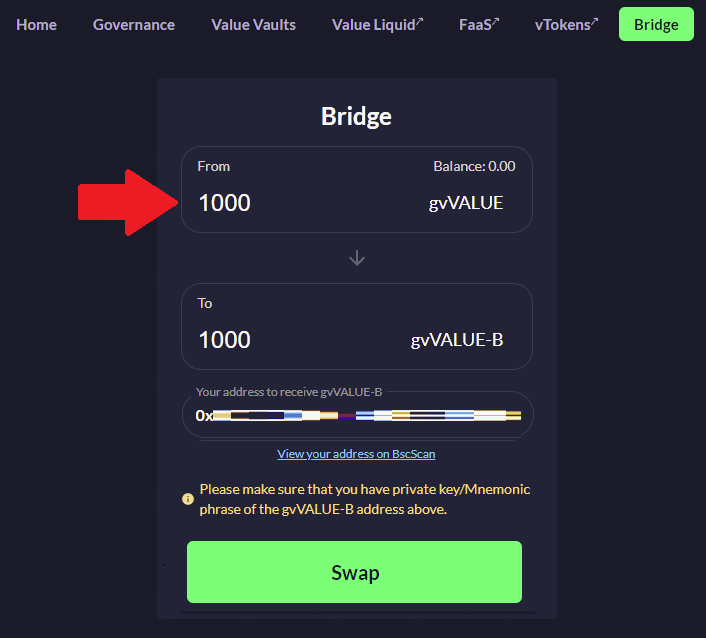 Home Governance Value Vaults Value Liquid↗ FaaS↗ vTokens↗ Bridge
Bridge
From Balance: 0.00
1000 gvVALUE
To
1000 gvVALUE-B
Your address to receive gvVALUE-B
0x
View your address on BscScan
Please make sure that you have private key/Mnemonic
phrase of the gvVALUE-B address above.
Swap